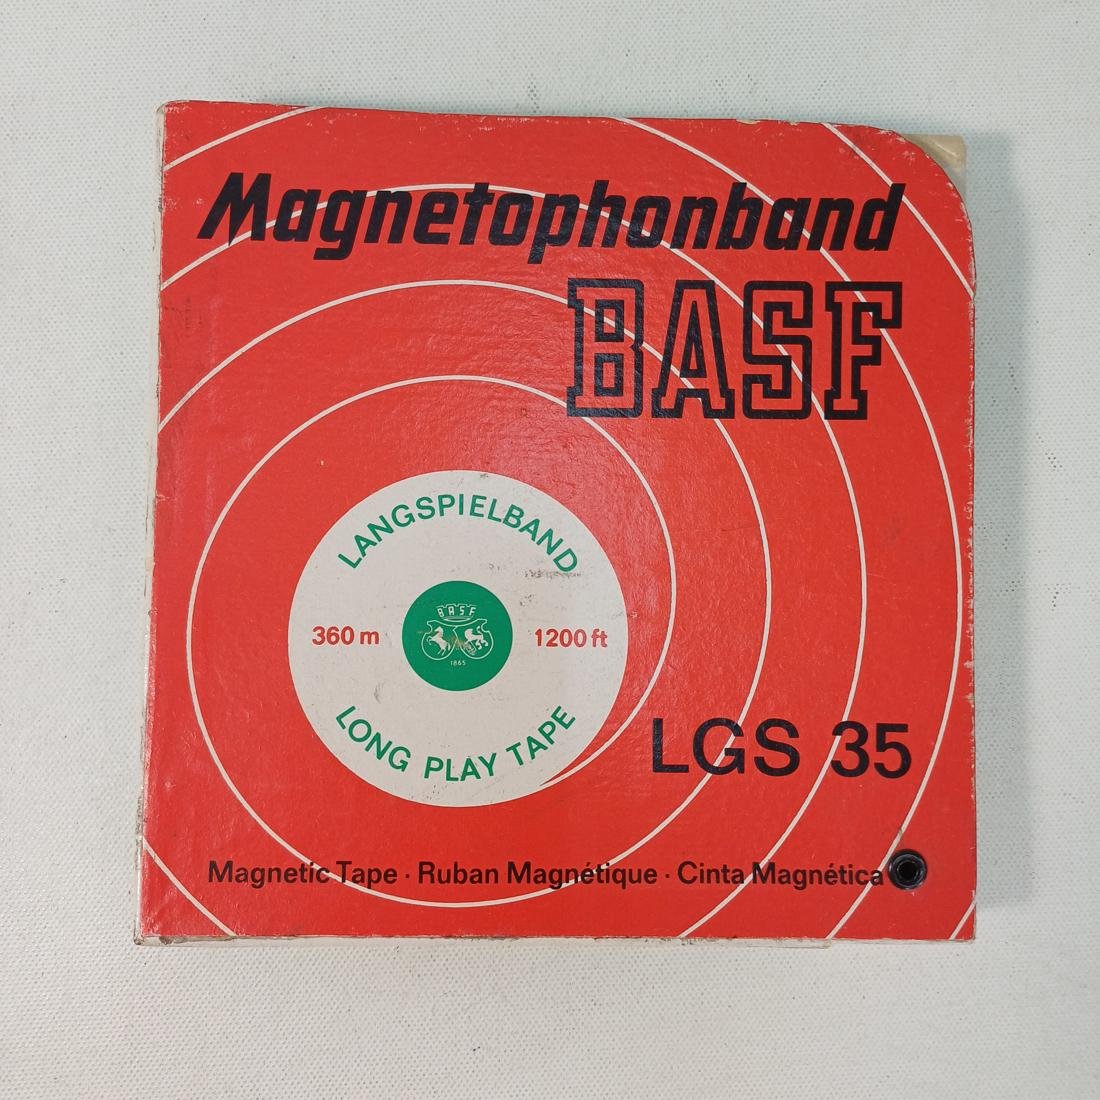 Magnetophonband
BASF
LANGSPIELBAND
BASF
1865
360 m
1200 ft
LONG PLAY TAPE
LGS 35
Magnetic Tape · Ruban Magnétique · Cinta Magnética